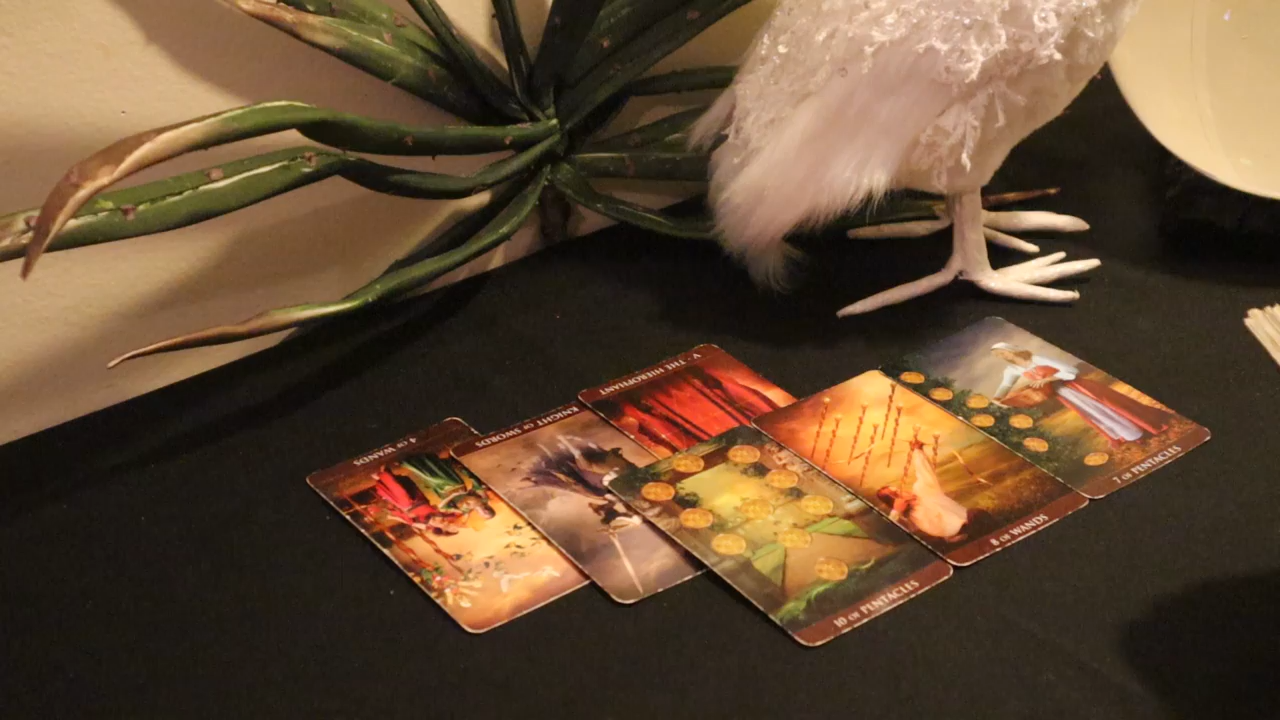 4 OF WANDS
KNIGHT OF SWORDS
V · THE HIEROPHANT
10 OF PENTACLES
8 OF WANDS
7 OF PENTACLES